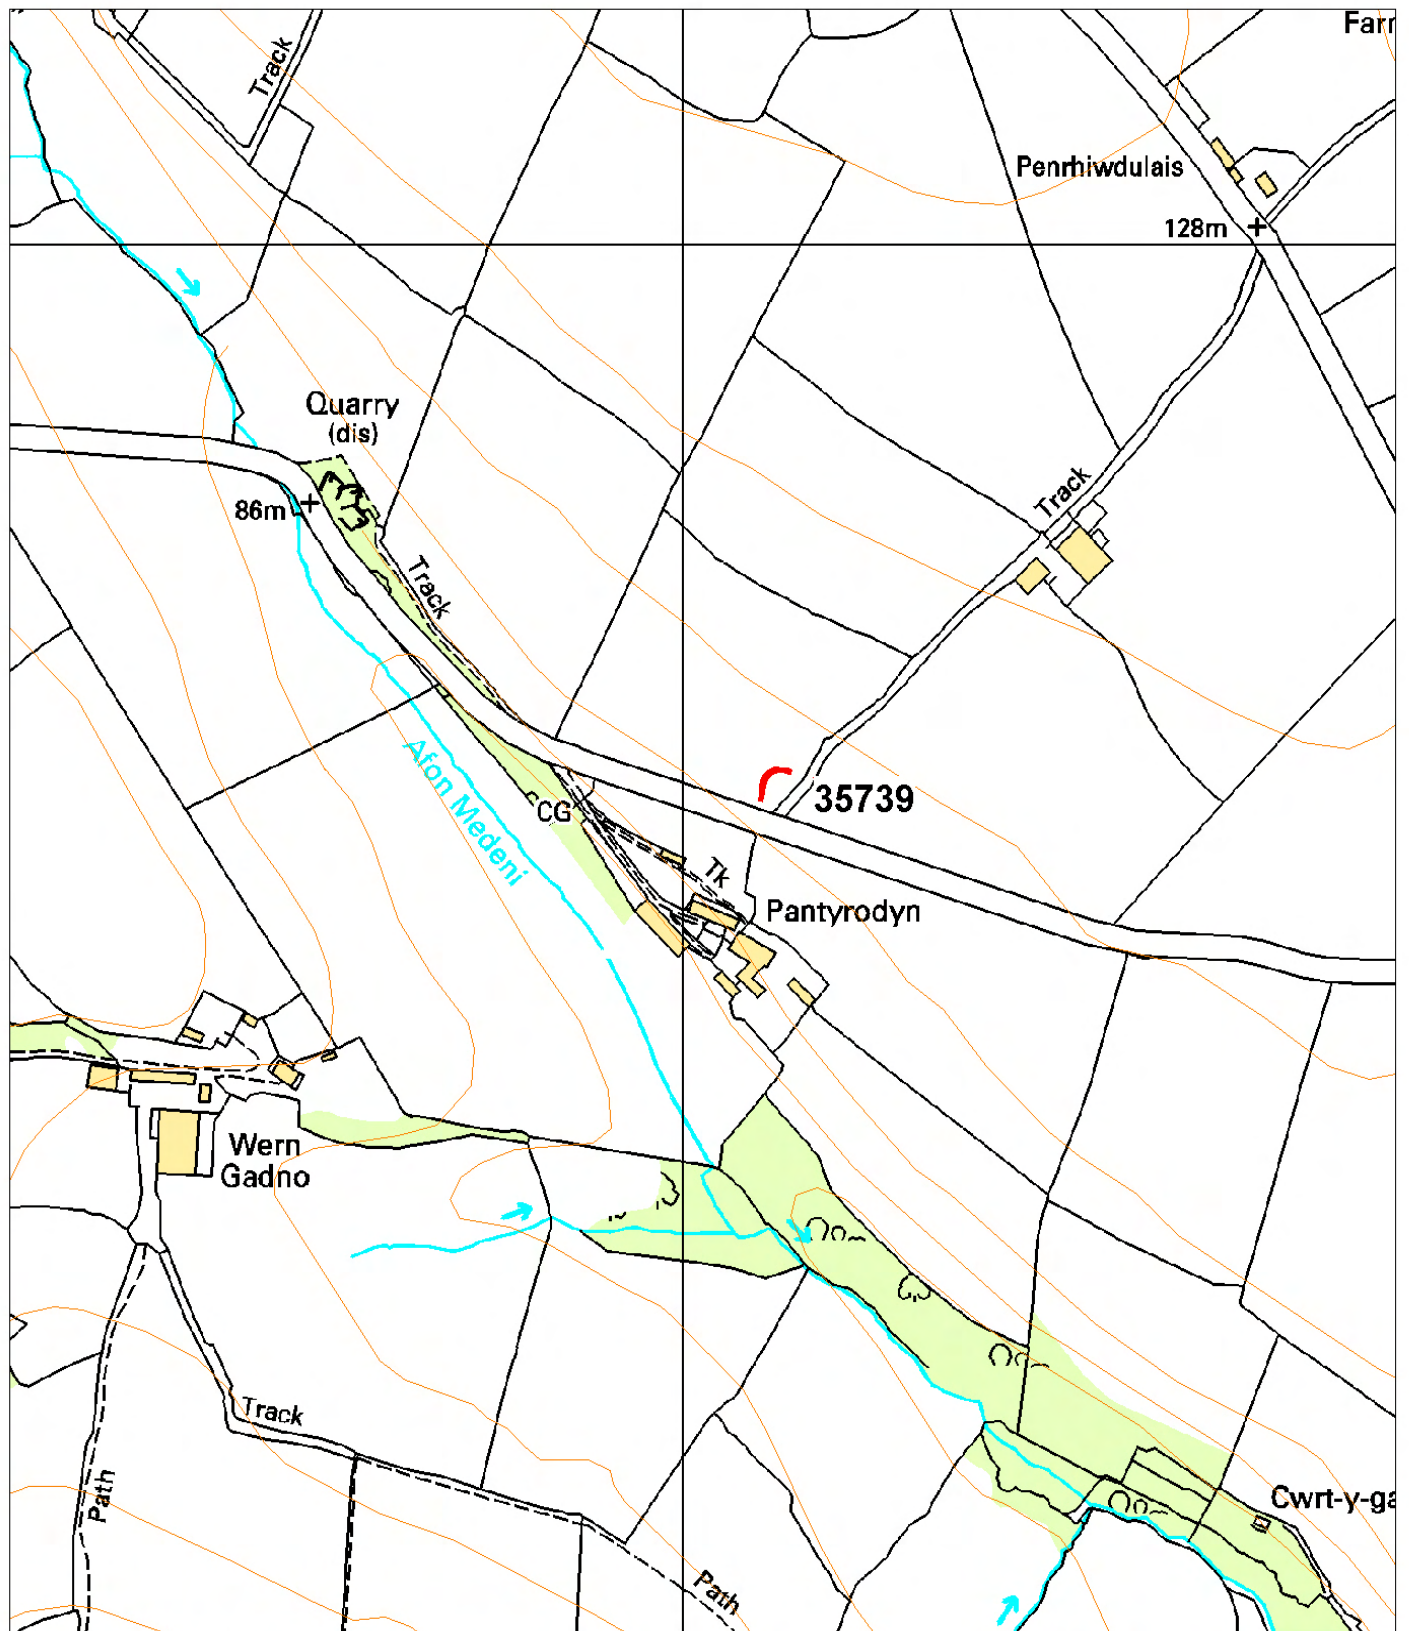 Track
Farr
Penrhiwdulais
128m
Quarry
(dis)
86m
Track
Track
35739
Afon Medeni
CG
Tk
Pantyrodyn
Wern
Gadno
Track
Path
Cwrt-y-ga
Path